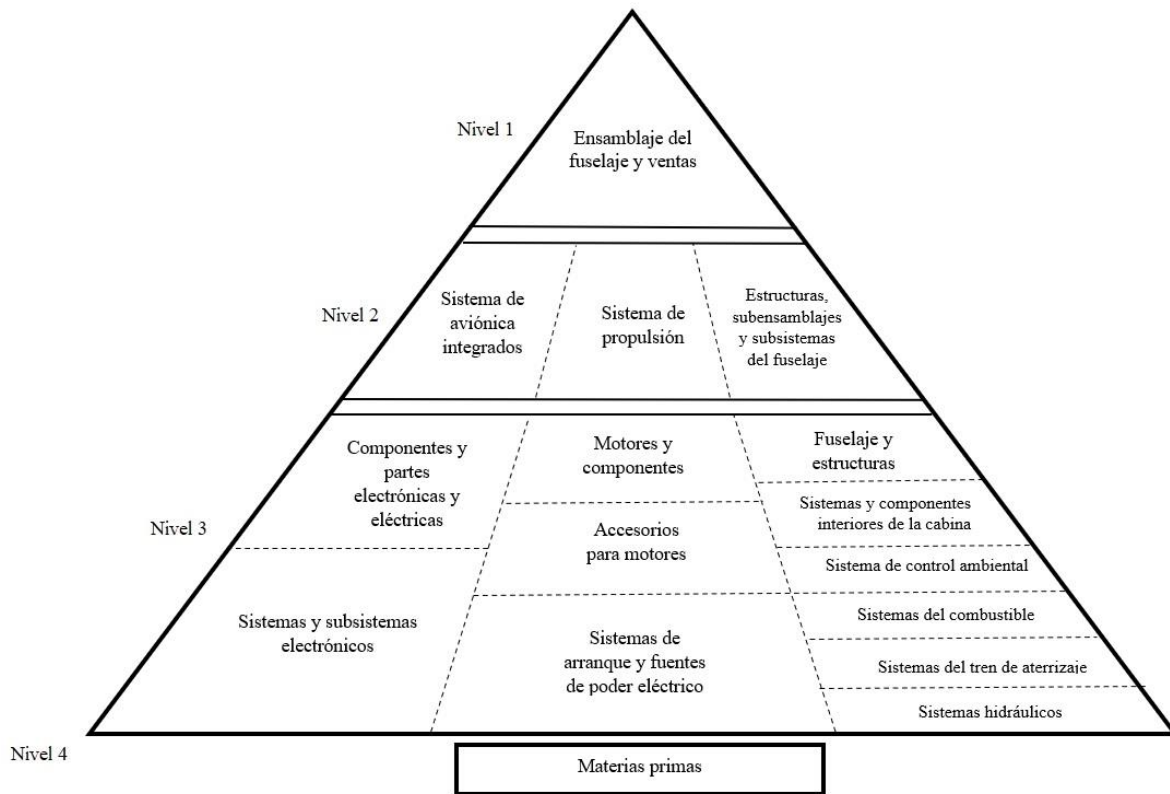 Nivel 1
Ensamblaje del
fuselaje y ventas
Nivel 2
Sistema de
aviónica
integrados
Sistema de
propulsión
Estructuras,
subensamblajes
y subsistemas
del fuselaje
Nivel 3
Componentes y
partes
electrónicas y
eléctricas
Sistemas y subsistemas
electrónicos
Motores y
componentes
Accesorios
para motores
Sistemas de
arranque y fuentes
de poder eléctrico
Fuselaje y
estructuras
Sistemas y componentes
interiores de la cabina
Sistema de control ambiental
Sistemas del combustible
Sistemas del tren de aterrizaje
Sistemas hidráulicos
Nivel 4
Materias primas